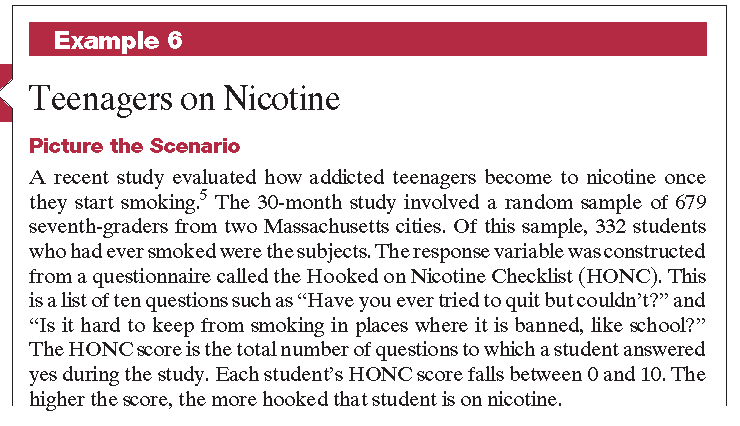 Example 6
Teenagers on Nicotine
Picture the Scenario
A recent study evaluated how addicted teenagers become to nicotine once
they start smoking.5 The 30-month study involved a random sample of 679
seventh-graders from two Massachusetts cities. Of this sample, 332 students
who had ever smoked were the subjects. The response variable was constructed
from a questionnaire called the Hooked on Nicotine Checklist (HONC). This
is a list of ten questions such as “Have you ever tried to quit but couldn’t?” and
“Is it hard to keep from smoking in places where it is banned, like school?”
The HONC score is the total number of questions to which a student answered
yes during the study. Each student’s HONC score falls between 0 and 10. The
higher the score, the more hooked that student is on nicotine.